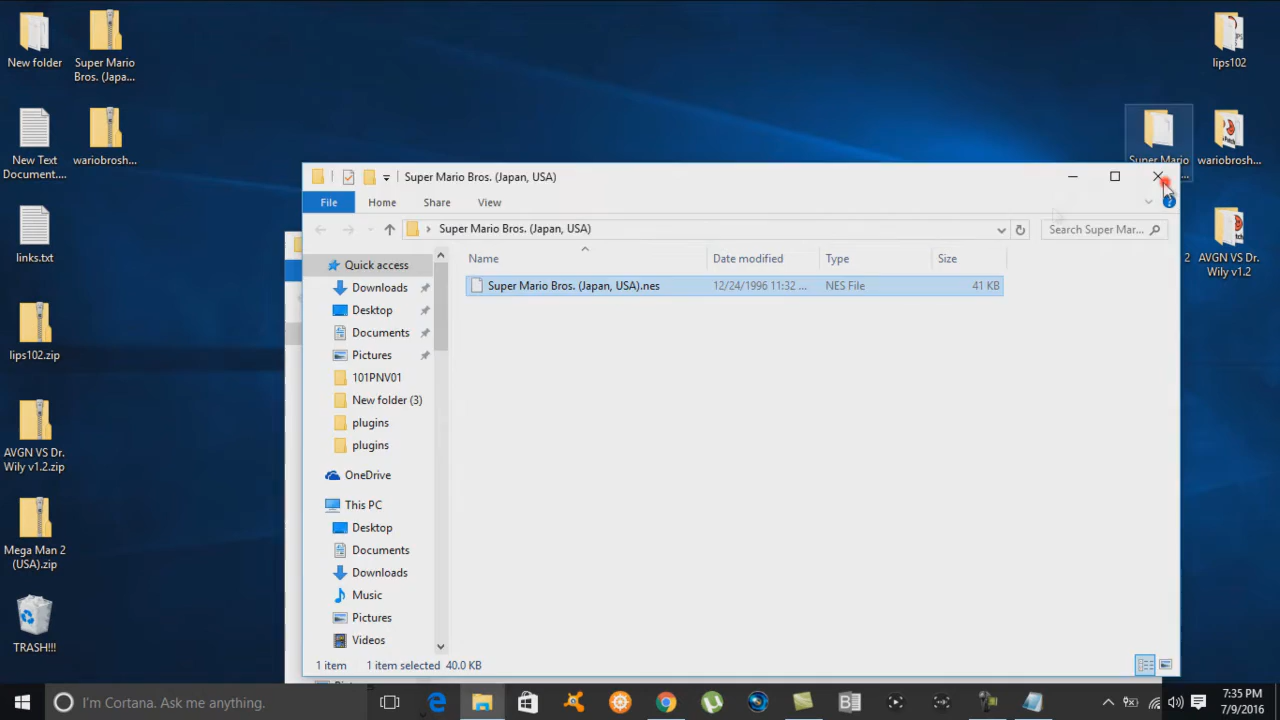 New folder
Super Mario
Bros. (Japa...
New Text
Document....
wariobrosh...
links.txt
lips102.zip
AVGN VS Dr.
Wily v1.2.zip
Mega Man 2
(USA).zip
TRASH!!!
lips102
Super Mario
...
wariobrosh...
2
AVGN VS Dr.
Wily v1.2
Super Mario Bros. (Japan, USA)
File Home Share View
Super Mario Bros. (Japan, USA)
Search Super Mar...
Name Date modified Type Size
Super Mario Bros. (Japan, USA).nes 12/24/1996 11:32 ... NES File 41 KB
Quick access
Downloads
Desktop
Documents
Pictures
101PNV01
New folder (3)
plugins
plugins
OneDrive
This PC
Desktop
Documents
Downloads
Music
Pictures
Videos
1 item 1 item selected 40.0 KB
I'm Cortana. Ask me anything.
7:35 PM
7/9/2016